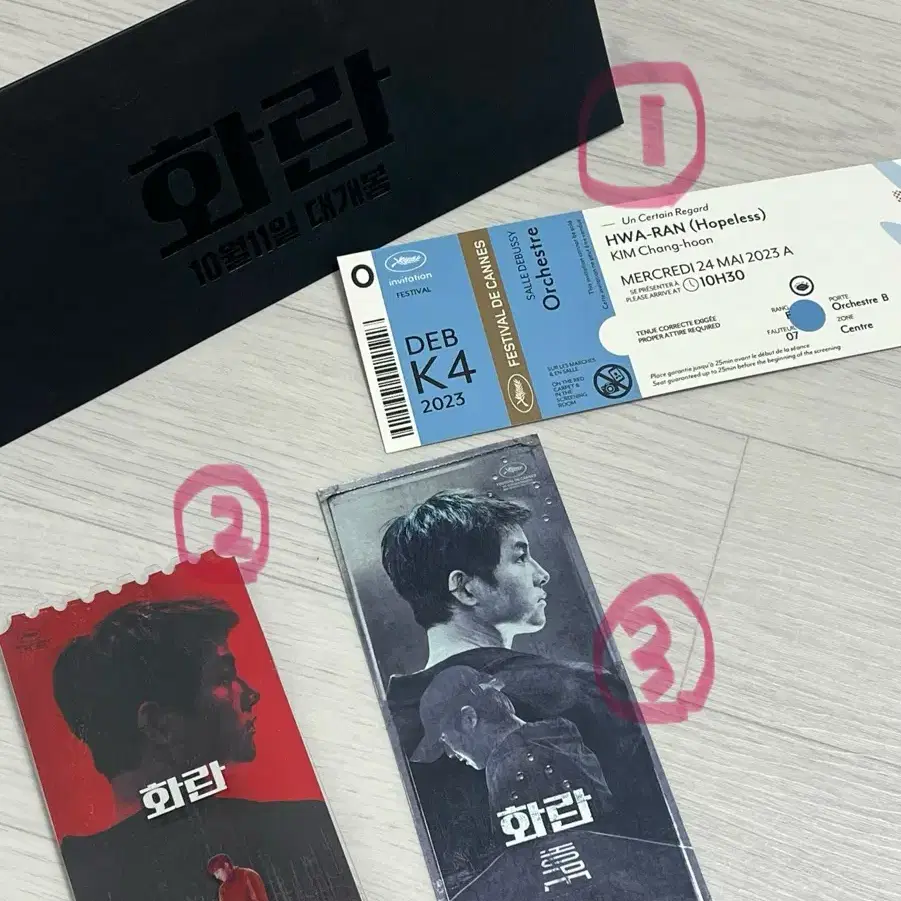 화란
10월11일 대개봉
1
invitation
FESTIVAL
DEB
K4
2023
FESTIVAL DE CANNES
SALLE DEBUSSY
Orchestre
SUR LES MARCHES
& EN SALLE
ON THE RED
CARPET &
IN THE
SCREENING
ROOM
Un Certain Regard
HWA-RAN (Hopeless)
KIM Chang-hoon
MERCREDI 24 MAI 2023 A
SE PRÉSENTER À
PLEASE ARRIVE AT
10H30
TENUE CORRECTE EXIGÉE
PROPER ATTIRE REQUIRED
RANG
PORTE
Orchestre B
FAUTEUIL
07
ZONE
Centre
Place garantie jusqu'à 25min avant le début de la séance
Seat guaranteed up to 25min before the beginning of the screening
2
화란
3
화란